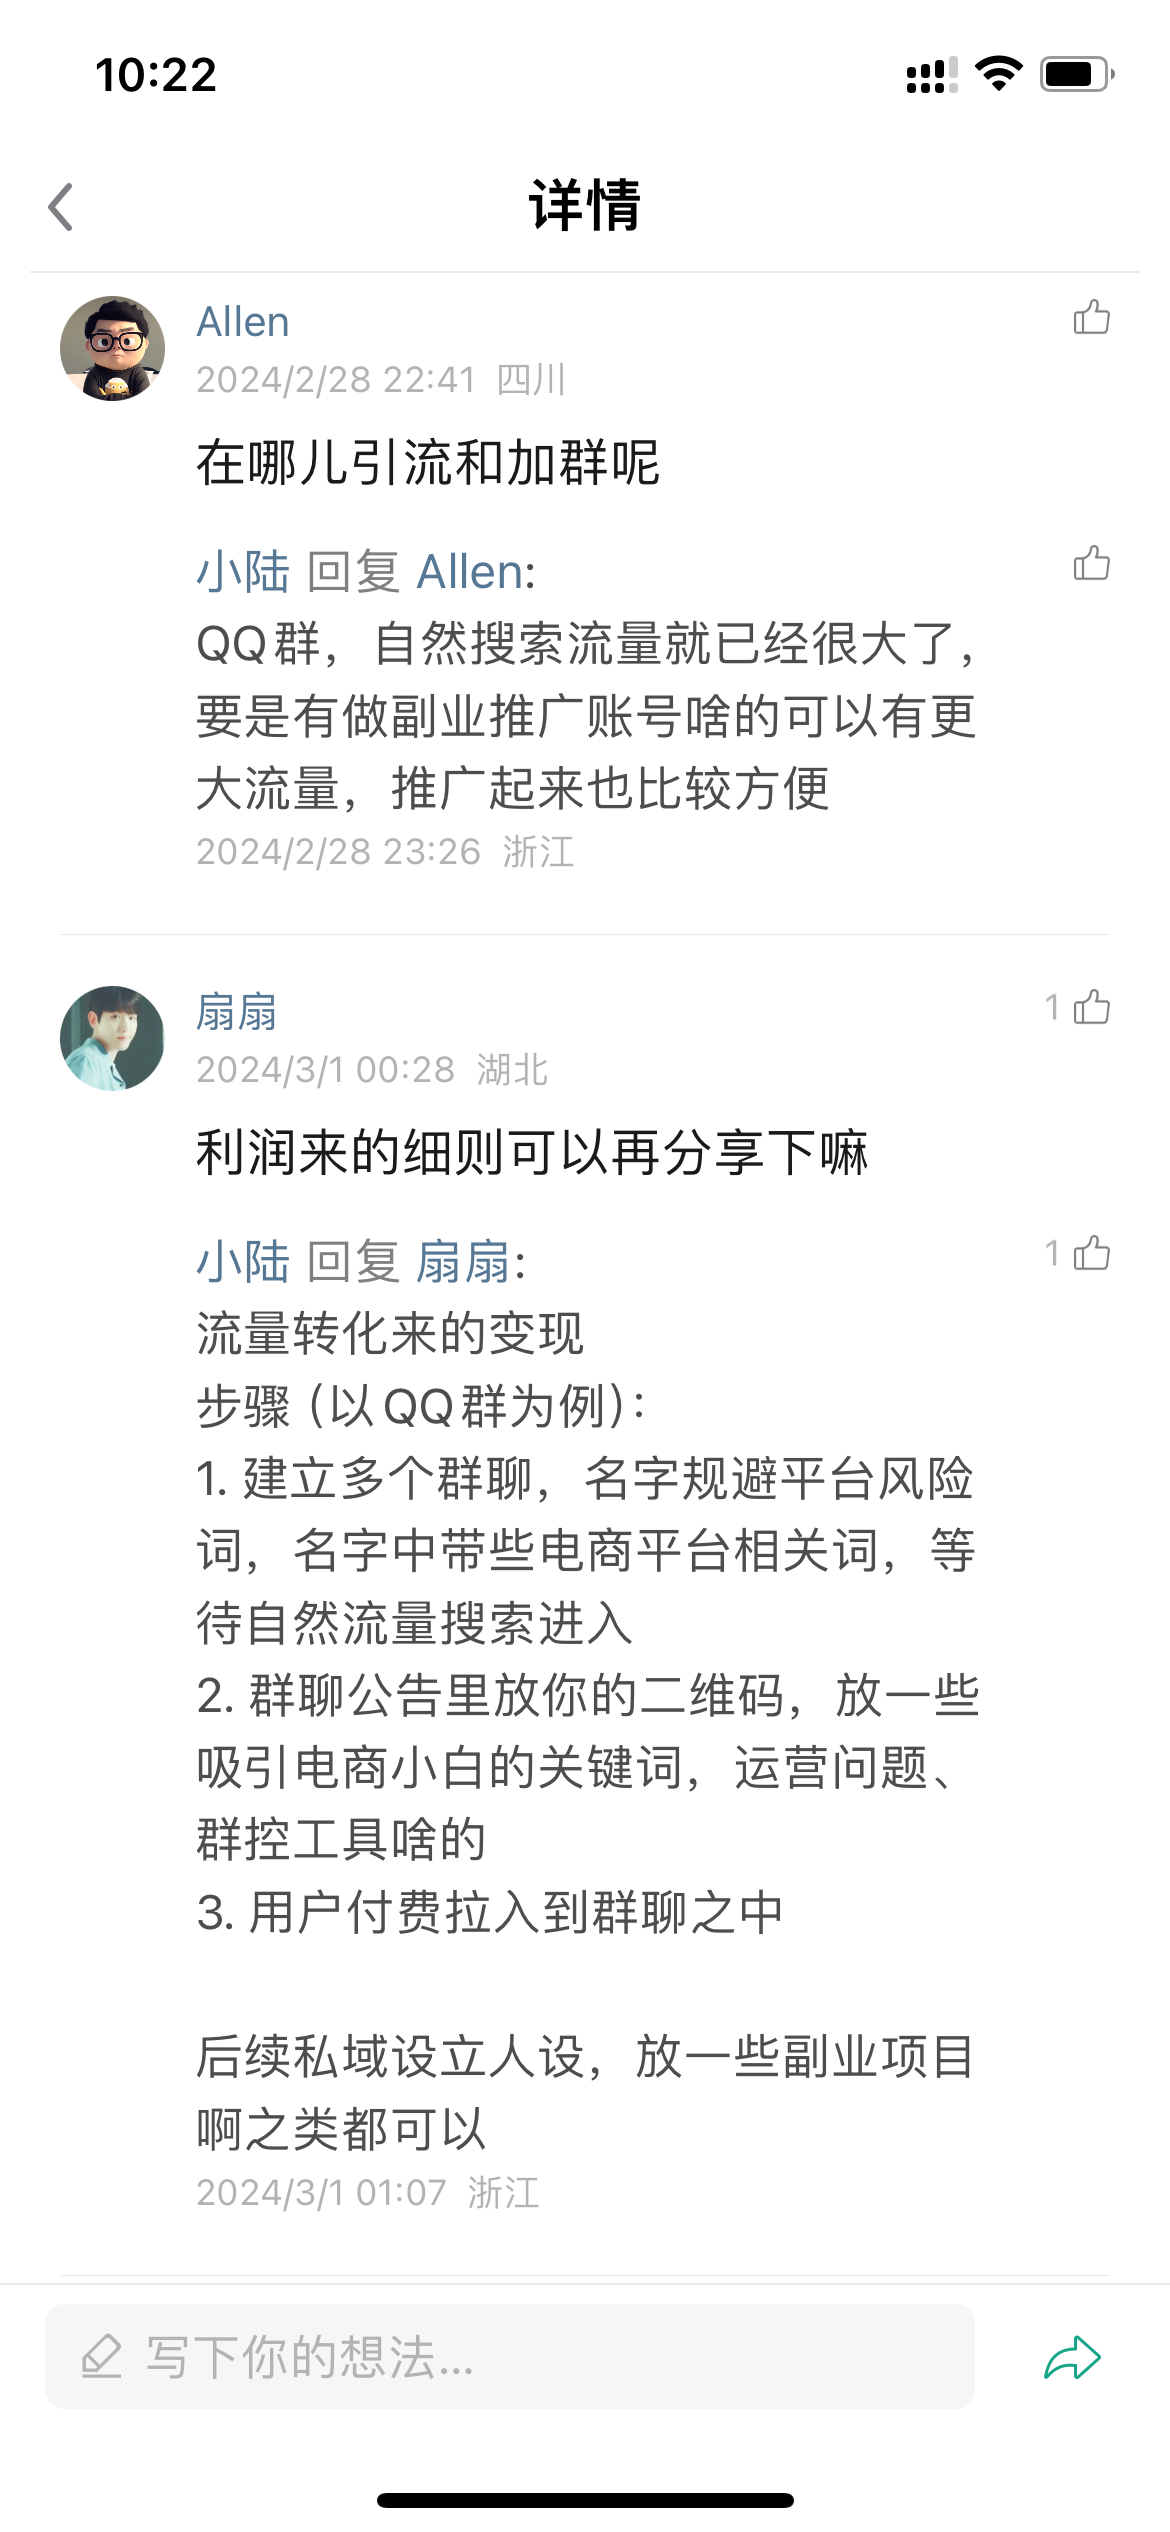 10:22
详情
Allen
2024/2/28 22:41 四川
在哪儿引流和加群呢
小陆 回复 Allen:
QQ群，自然搜索流量就已经很大了，
要是有做副业推广账号啥的可以有更
大流量，推广起来也比较方便
2024/2/28 23:26 浙江
扇扇
1
2024/3/1 00:28 湖北
利润来的细则可以再分享下嘛
小陆 回复 扇扇:
1
流量转化来的变现
步骤（以QQ群为例）：
1. 建立多个群聊，名字规避平台风险
词，名字中带些电商平台相关词，等
待自然流量搜索进入
2. 群聊公告里放你的二维码，放一些
吸引电商小白的关键词，运营问题、
群控工具啥的
3. 用户付费拉入到群聊之中
后续私域设立人设，放一些副业项目
啊之类都可以
2024/3/1 01:07 浙江
写下你的想法...